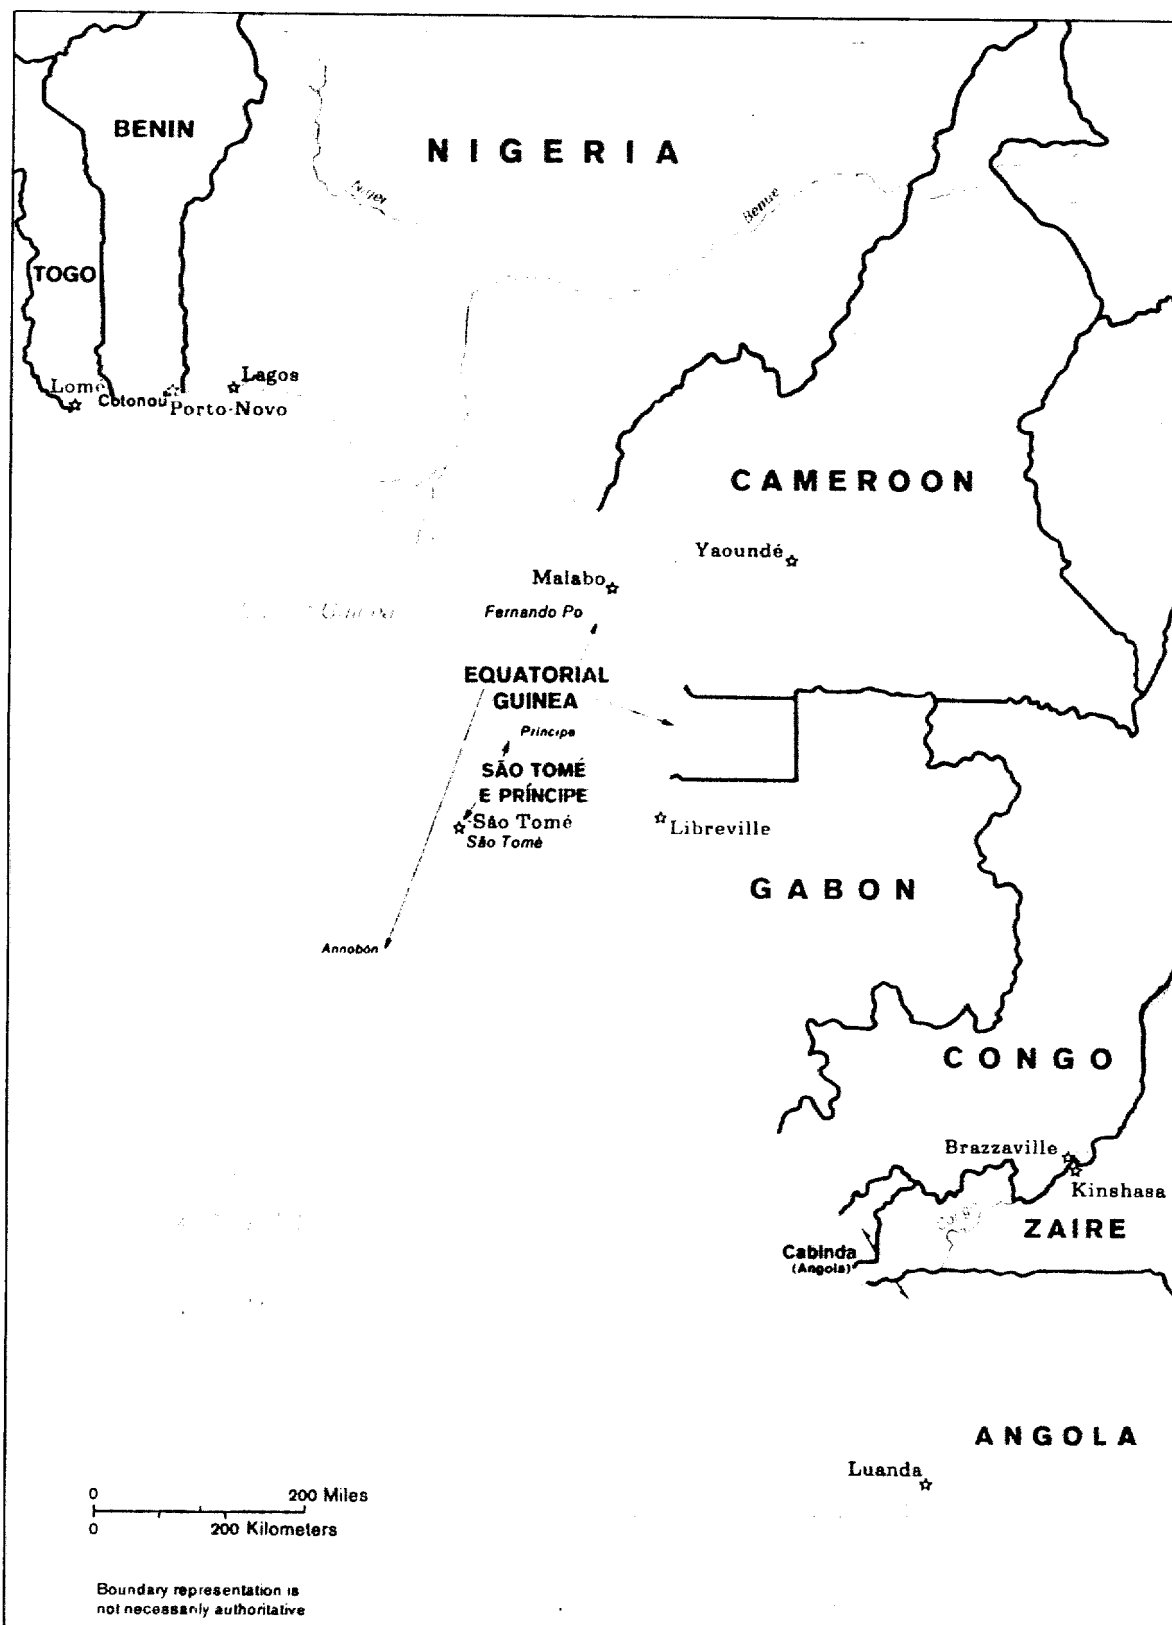 BENIN
NIGERIA
Niger
Benue
TOGO
Lagos
Lomé
Cotonou
Porto-Novo
CAMEROON
Yaoundé
Malabo
Fernando Po
EQUATORIAL
GUINEA
Príncipe
SÃO TOMÉ
E PRÍNCIPE
São Tomé
São Tomé
Libreville
GABON
Annobón
CONGO
Brazzaville
Kinshasa
ZAIRE
Cabinda
(Angola)
ANGOLA
Luanda
0 200 Miles
0 200 Kilometers
Boundary representation is
not necessarily authoritative